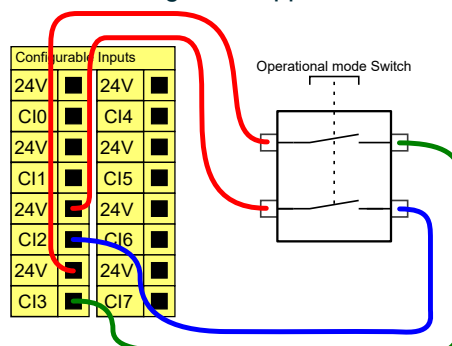 Configurable Inputs
Operational mode Switch
24V 24V
CI0 CI4
24V 24V
CI1 CI5
24V 24V
CI2 CI6
24V 24V
CI3 CI7